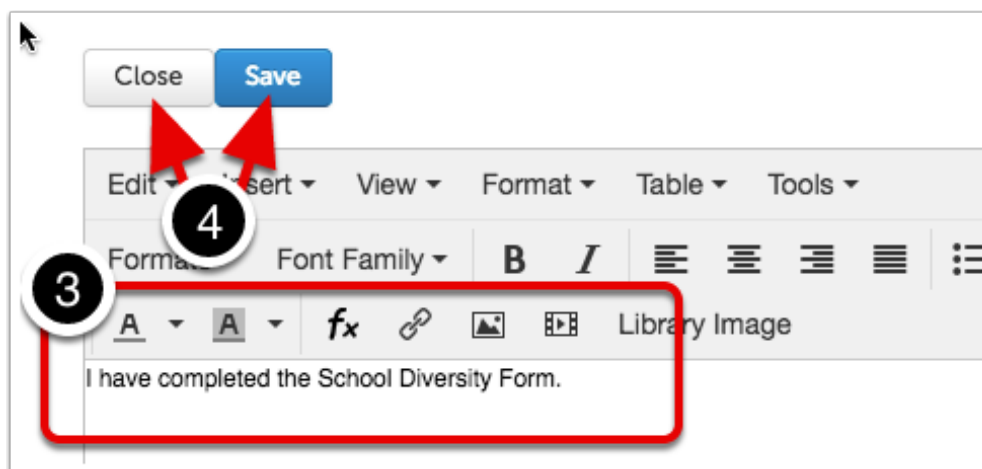 Close Save
Edit Insert View Format Table Tools
4
Formats Font Family B I
3
A A fx Library Image
I have completed the School Diversity Form.